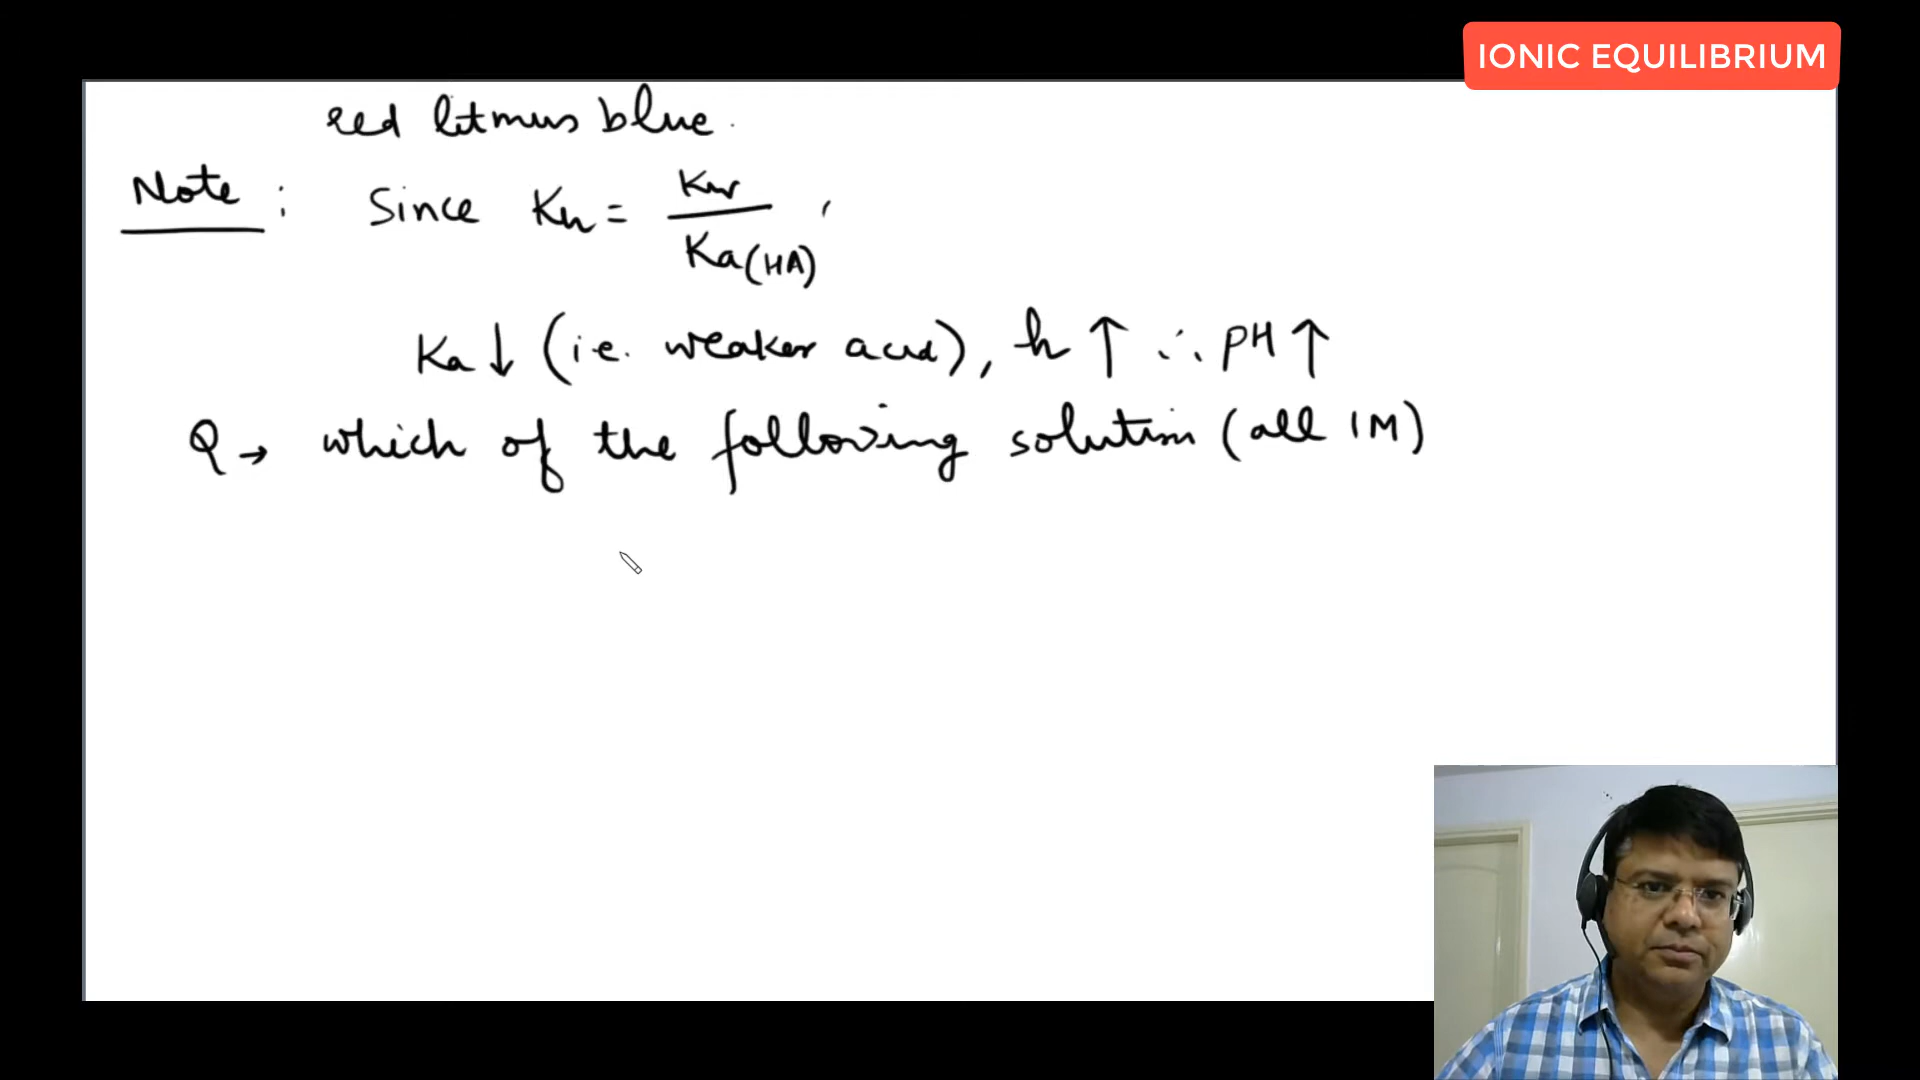 IONIC EQUILIBRIUM
red litmus blue.
Note : Since Kh = Kw / Ka(HA) ,
Ka ↓ (i.e. weaker acid), h ↑ ∴ PH ↑
Q → which of the following solution (all 1M)